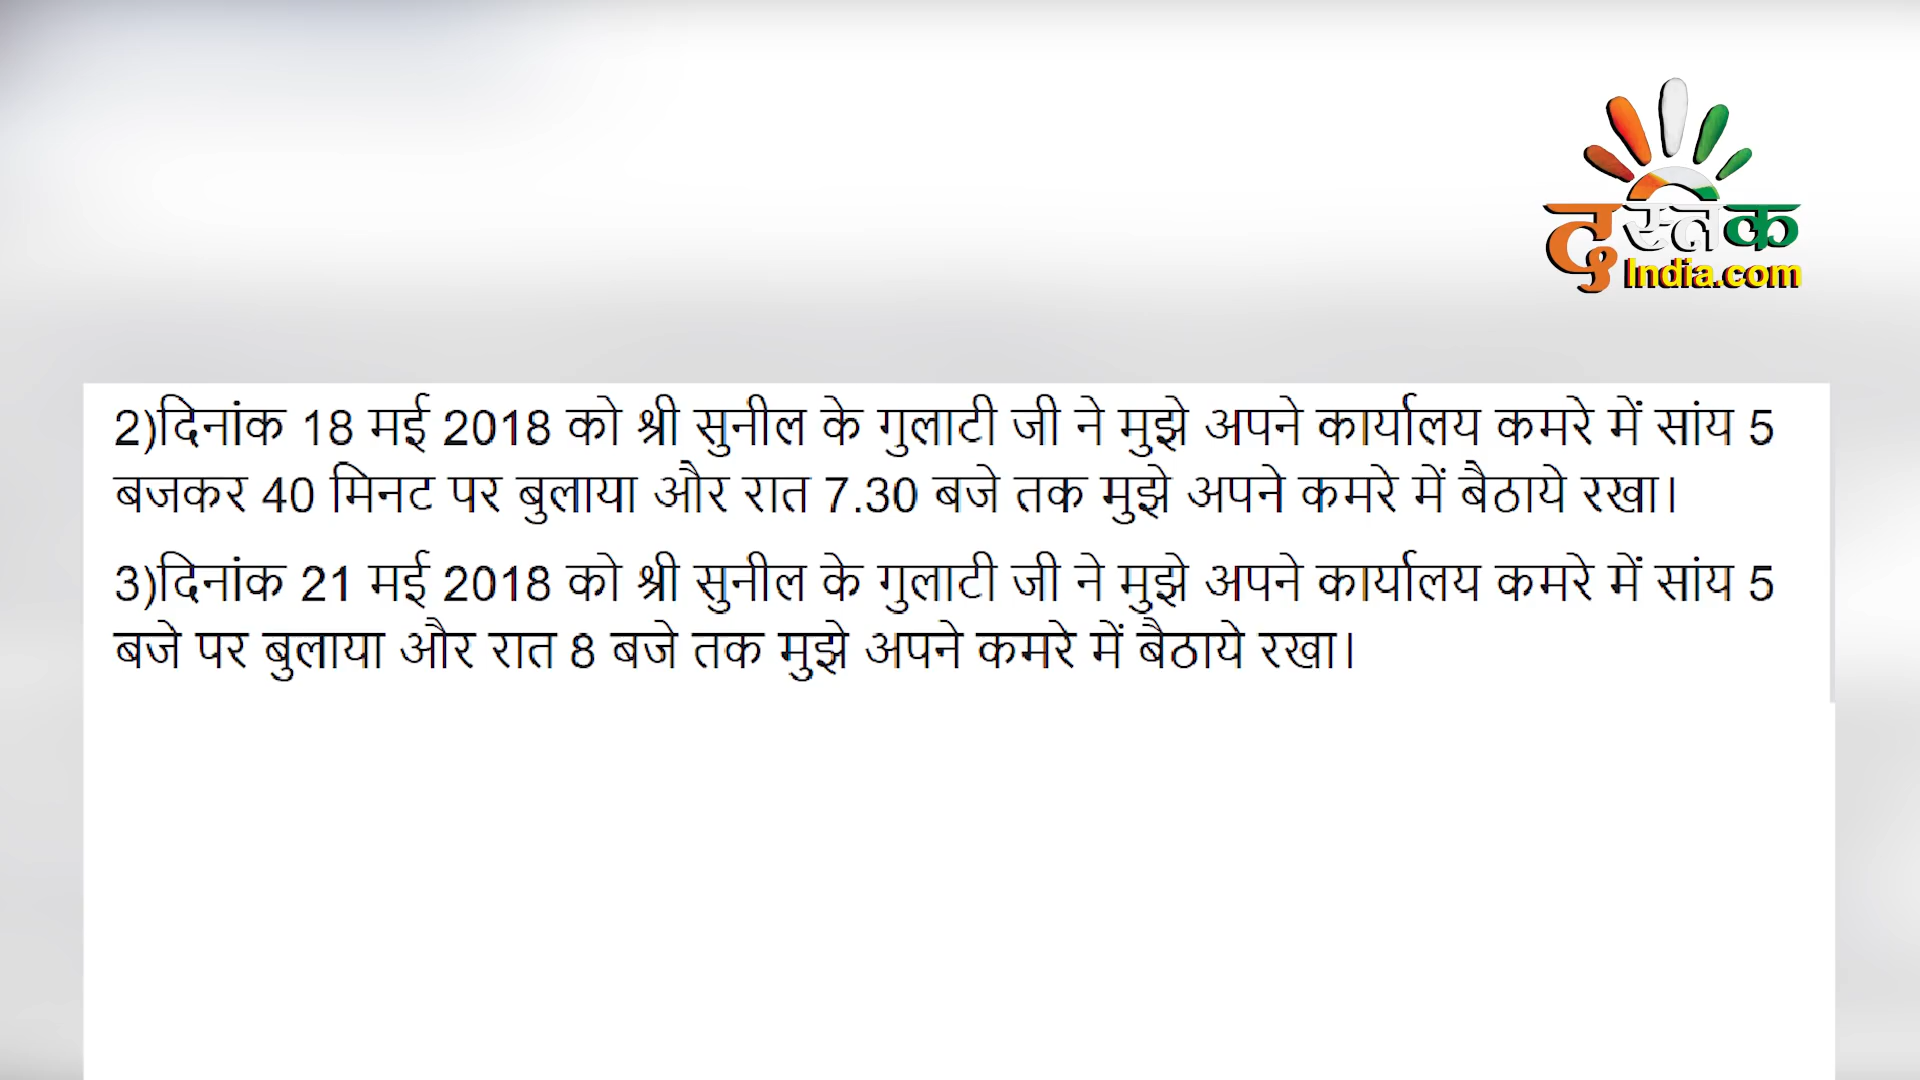 दस्तक
India.com
2)दिनांक 18 मई 2018 को श्री सुनील के गुलाटी जी ने मुझे अपने कार्यालय कमरे में सांय 5
बजकर 40 मिनट पर बुलाया और रात 7.30 बजे तक मुझे अपने कमरे में बैठाये रखा।
3)दिनांक 21 मई 2018 को श्री सुनील के गुलाटी जी ने मुझे अपने कार्यालय कमरे में सांय 5
बजे पर बुलाया और रात 8 बजे तक मुझे अपने कमरे में बैठाये रखा।